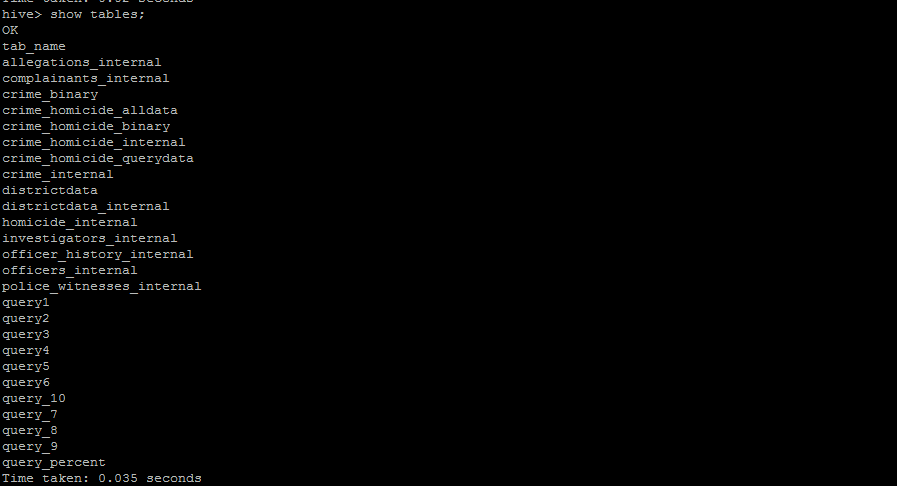 hive> show tables;
OK
tab_name
allegations_internal
complainants_internal
crime_binary
crime_homicide_alldata
crime_homicide_binary
crime_homicide_internal
crime_homicide_querydata
crime_internal
districtdata
districtdata_internal
homicide_internal
investigators_internal
officer_history_internal
officers_internal
police_witnesses_internal
query1
query2
query3
query4
query5
query6
query_10
query_7
query_8
query_9
query_percent
Time taken: 0.035 seconds